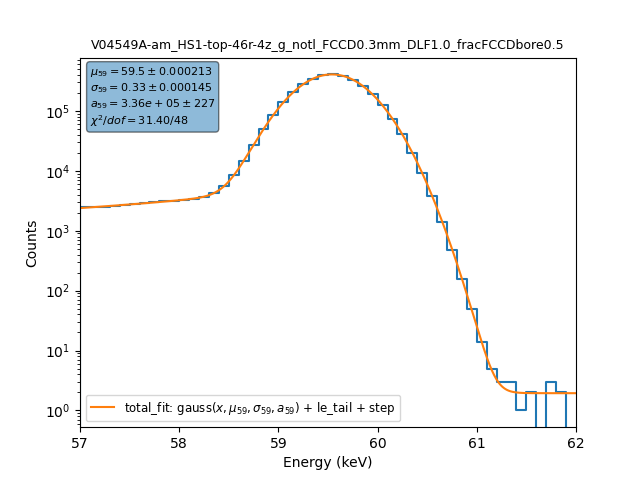 V04549A-am_HS1-top-46r-4z_g_notl_FCCD0.3mm_DLF1.0_fracFCCDbore0.5
μ₅₉ = 59.5 ± 0.000213
σ₅₉ = 0.33 ± 0.000145
a₅₉ = 3.36e + 05 ± 227
χ²/dof = 31.40/48
10⁵
10⁴
10³
10²
10¹
10⁰
Counts
total_fit: gauss(x, μ₅₉, σ₅₉, a₅₉) + le_tail + step
57 58 59 60 61 62
Energy (keV)